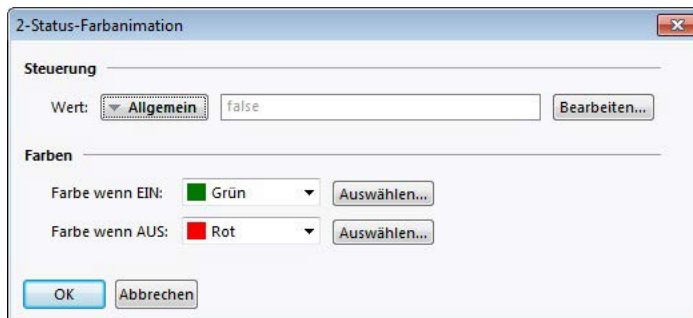 2-Status-Farbanimation
Steuerung
Wert: Allgemein false Bearbeiten...
Farben
Farbe wenn EIN: Grün Auswählen...
Farbe wenn AUS: Rot Auswählen...
OK Abbrechen